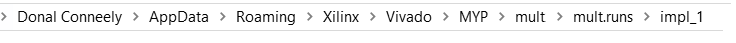 > Donal Conneely > AppData > Roaming > Xilinx > Vivado > MYP > mult > mult.runs > impl_1